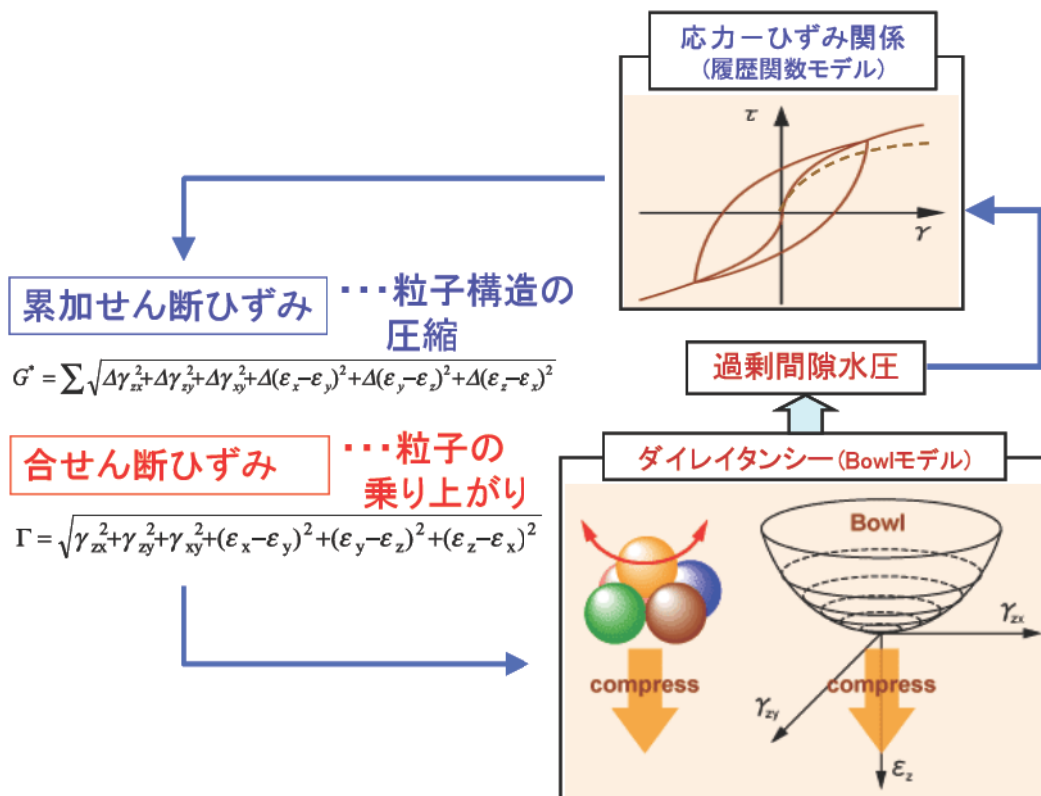 応力－ひずみ関係
(履歴関数モデル)
τ
γ
累加せん断ひずみ
･･･粒子構造の
圧縮
G* = ∑√Δγzx²+Δγzy²+Δγxy²+Δ(εx−εy)²+Δ(εy−εz)²+Δ(εz−εx)²
過剰間隙水圧
合せん断ひずみ
･･･粒子の
乗り上がり
Γ = √γzx²+γzy²+γxy²+(εx−εy)²+(εy−εz)²+(εz−εx)²
ダイレイタンシー(Bowlモデル)
Bowl
γzx
compress
compress
γzy
εz